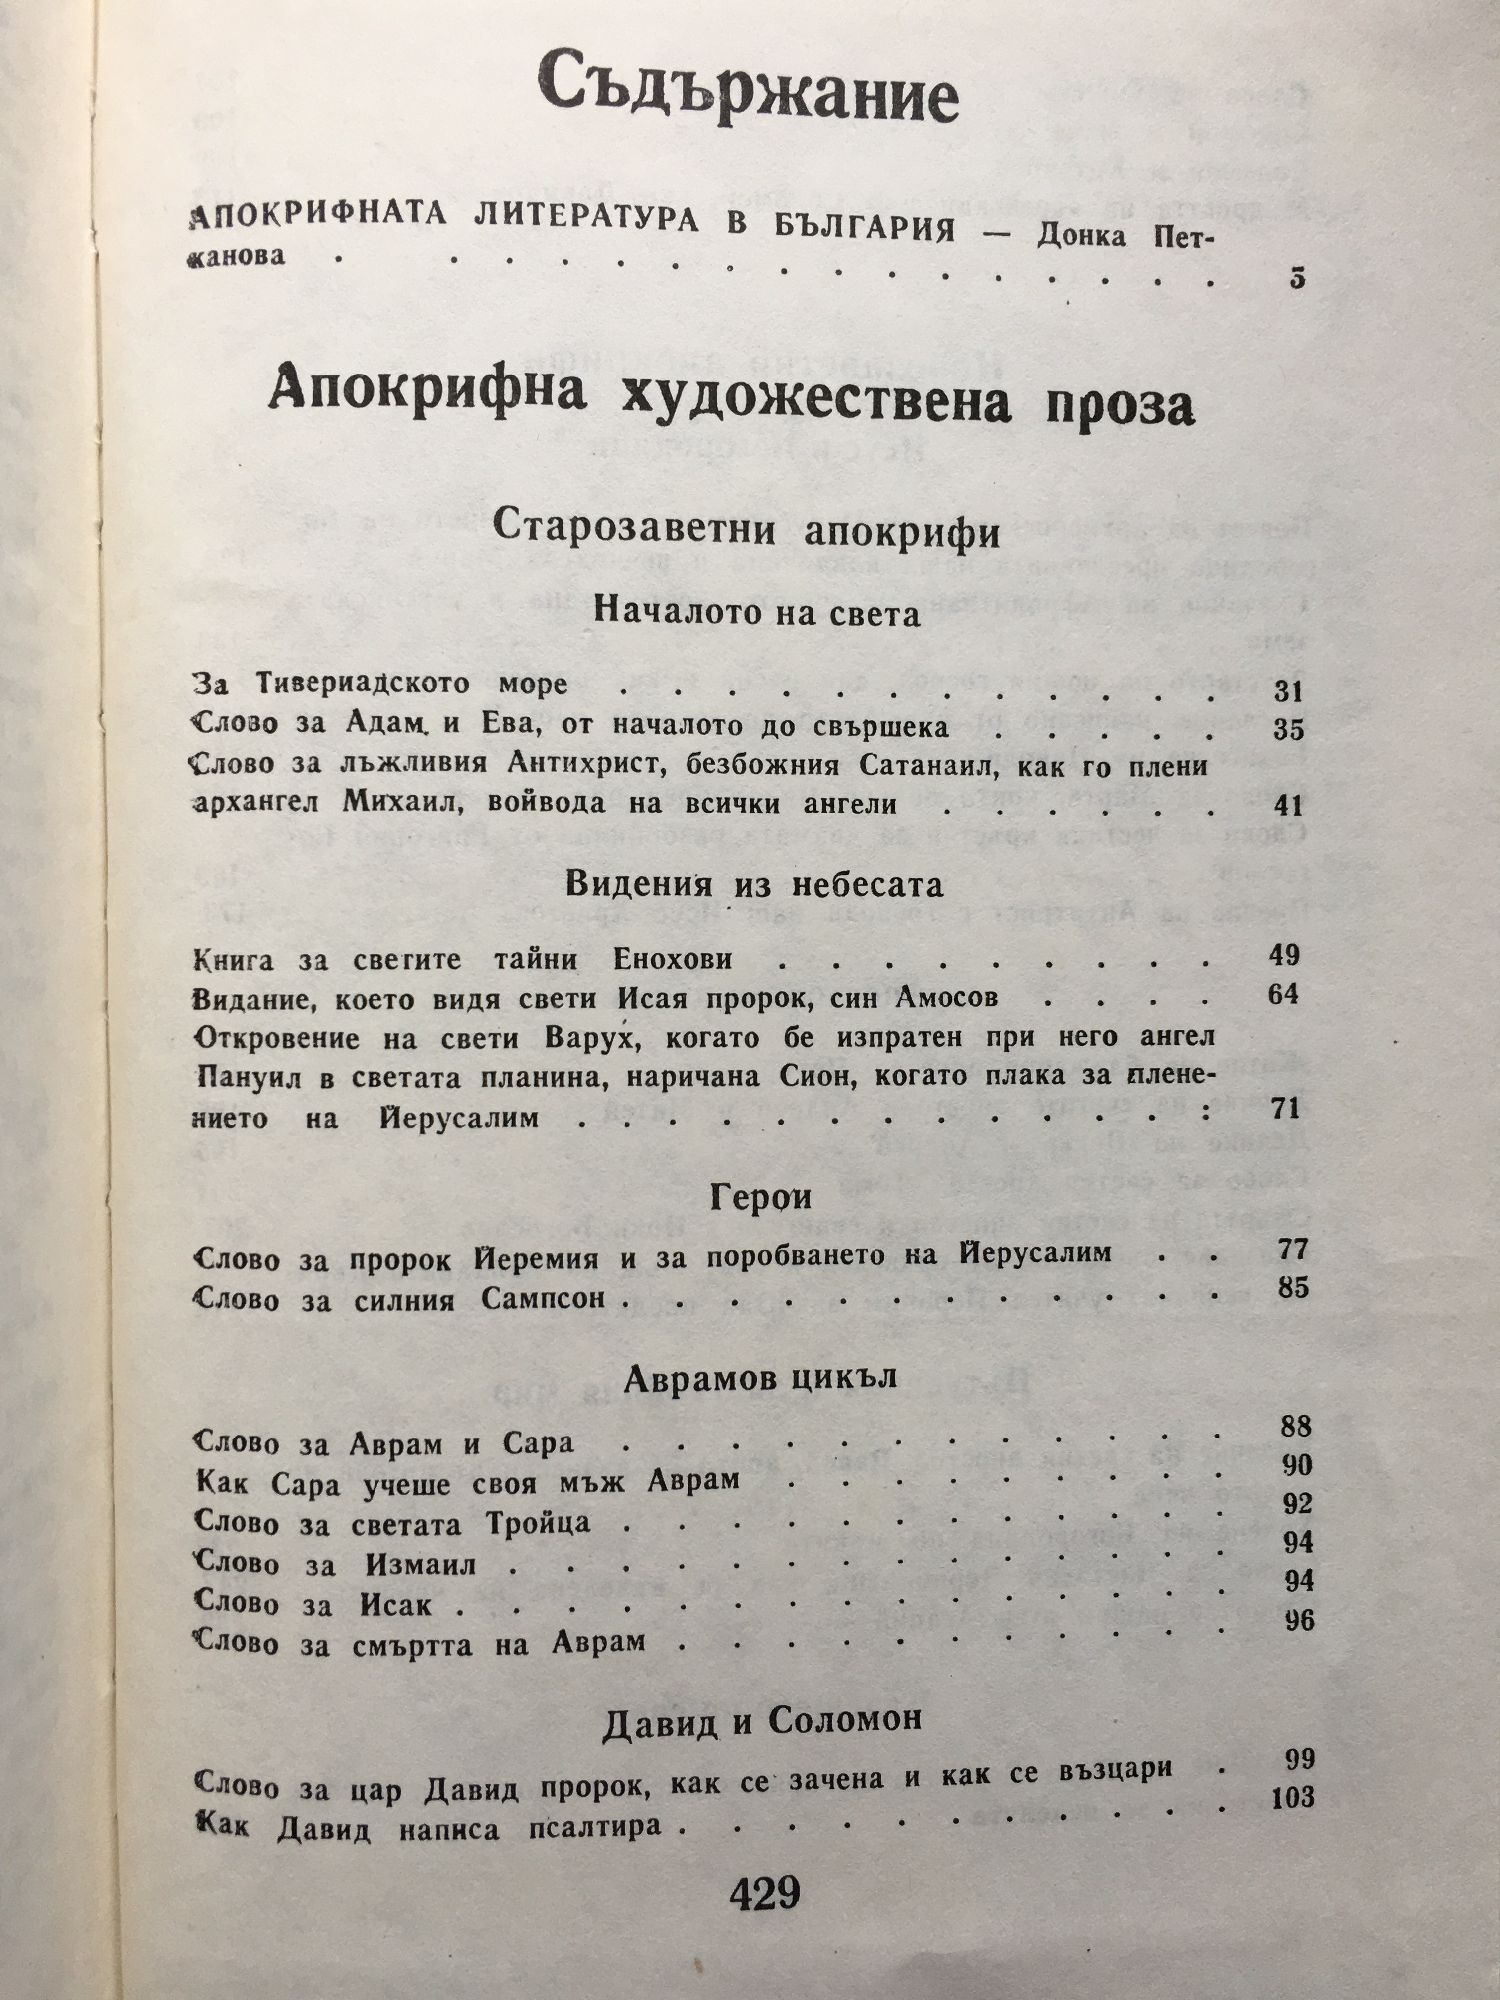 Съдържание
АПОКРИФНАТА ЛИТЕРАТУРА В БЪЛГАРИЯ — Донка Пет-
канова . . . . . . . . . . . . . . . . 5
Апокрифна художествена проза
Старозаветни апокрифи
Началото на света
За Тивериадското море . . . . . . . . . . . . 31
Слово за Адам и Ева, от началото до свършека . . . . . 35
Слово за лъжливия Антихрист, безбожния Сатанаил, как го плени
архангел Михаил, войвода на всички ангели . . . . . . 41
Видения из небесата
Книга за светите тайни Енохови . . . . . . . . . 49
Видание, което видя свети Исая пророк, син Амосов . . . . 64
Откровение на свети Варух, когато бе изпратен при него ангел
Пануил в светата планина, наричана Сион, когато плака за плене-
нието на Йерусалим . . . . . . . . . . . . : 71
Герои
Слово за пророк Йеремия и за поробването на Йерусалим . . 77
Слово за силния Сампсон . . . . . . . . . . . . 85
Аврамов цикъл
Слово за Аврам и Сара . . . . . . . . . . . . 88
Как Сара учеше своя мъж Аврам . . . . . . . . . 90
Слово за светата Тройца . . . . . . . . . . . . 92
Слово за Измаил . . . . . . . . . . . . . . 94
Слово за Исак . . . . . . . . . . . . . . . 94
Слово за смъртта на Аврам . . . . . . . . . . . 96
Давид и Соломон
Слово за цар Давид пророк, как се зачена и как се възцари . 99
Как Давид написа псалтира . . . . . . . . . . . 103
429